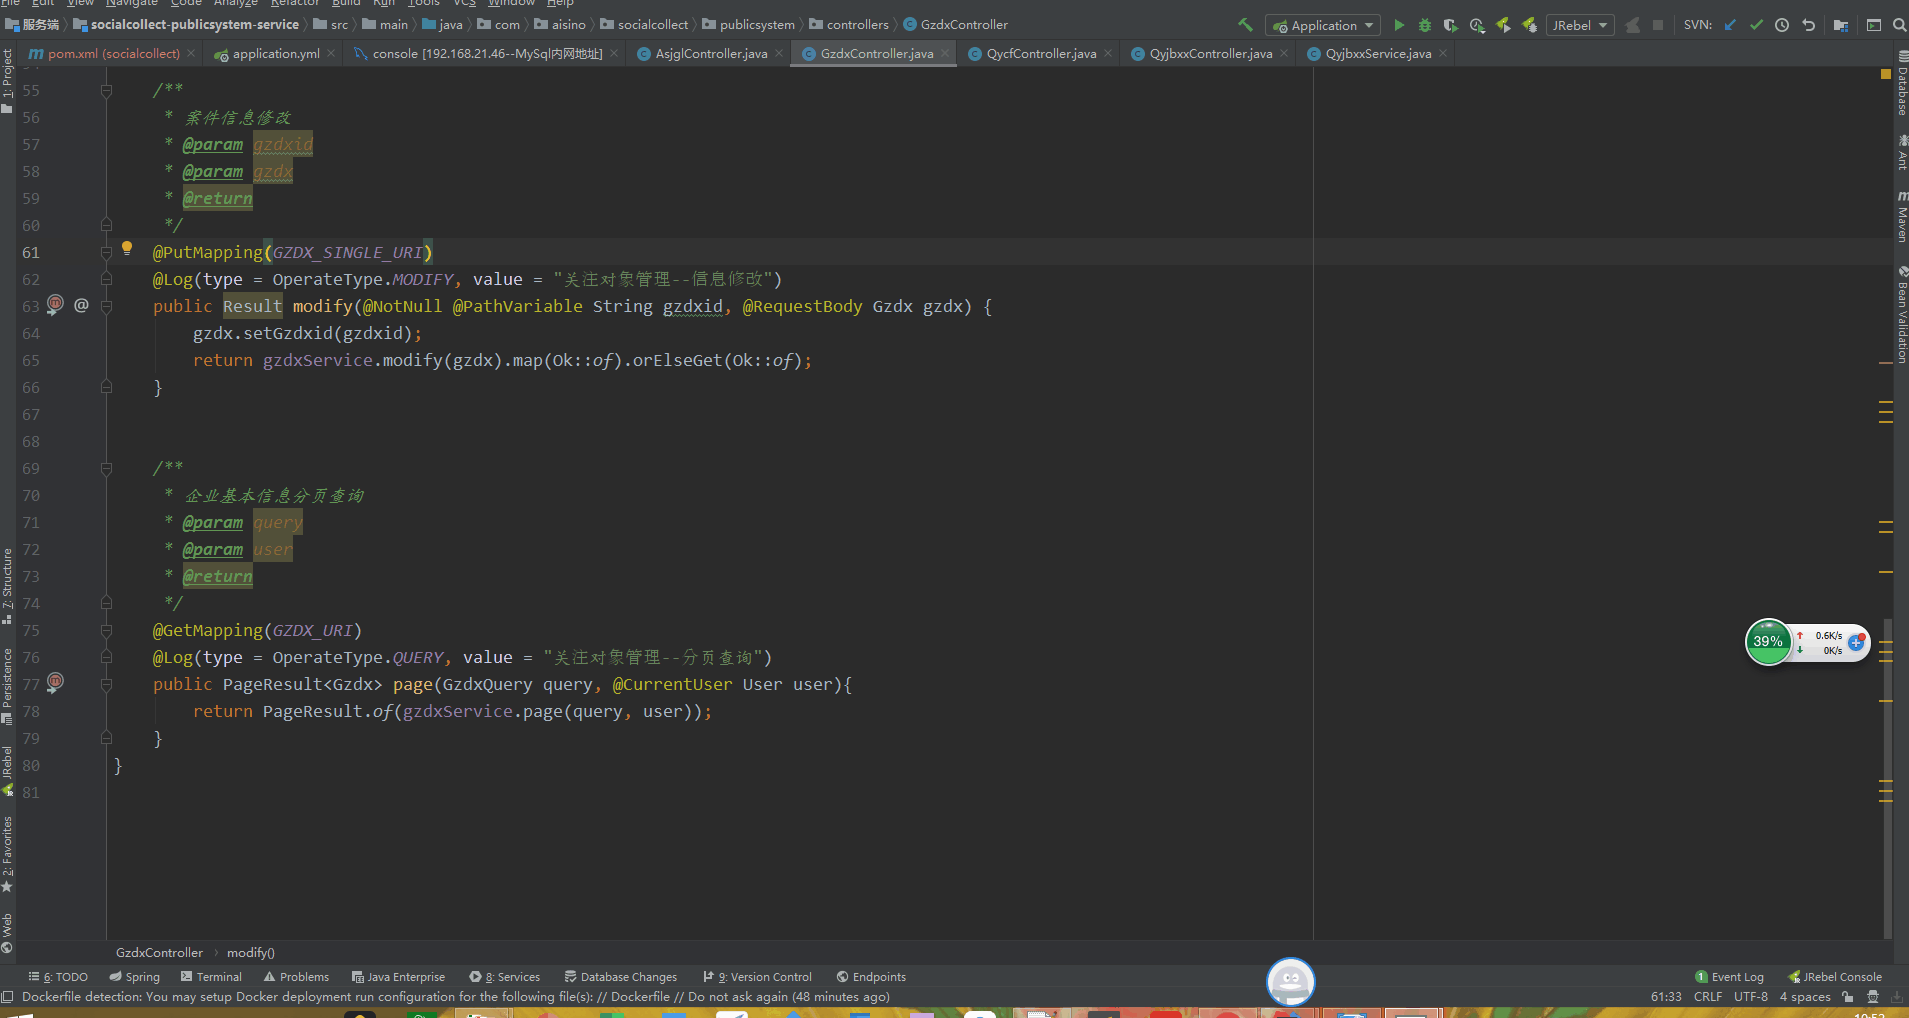 File Edit View Navigate Code Analyze Refactor Build Run Tools VCS Window Help
服务端 socialcollect-publicsystem-service src main java com aisino socialcollect publicsystem controllers GzdxController Application JRebel SVN:
pom.xml (socialcollect) application.yml console [192.168.21.46--MySql内网地址] AsjglController.java GzdxController.java QycfController.java QyjbxxController.java QyjbxxService.java
1: Project
7: Structure
Persistence
JRebel
2: Favorites
Web
55 /**
56 * 案件信息修改
57 * @param gzdxid
58 * @param gzdx
59 * @return
60 */
61 @PutMapping(GZDX_SINGLE_URI)
62 @Log(type = OperateType.MODIFY, value = "关注对象管理--信息修改")
63 @ public Result modify(@NotNull @PathVariable String gzdxid, @RequestBody Gzdx gzdx) {
64 gzdx.setGzdxid(gzdxid);
65 return gzdxService.modify(gzdx).map(Ok::of).orElseGet(Ok::of);
66 }
67
68
69 /**
70 * 企业基本信息分页查询
71 * @param query
72 * @param user
73 * @return
74 */
75 @GetMapping(GZDX_URI)
76 @Log(type = OperateType.QUERY, value = "关注对象管理--分页查询")
77 public PageResult<Gzdx> page(GzdxQuery query, @CurrentUser User user){
78 return PageResult.of(gzdxService.page(query, user));
79 }
80 }
81
Database
Ant
Maven
Bean Validation
39% 0.6K/s
0K/s
GzdxController modify()
6: TODO Spring Terminal Problems Java Enterprise 8: Services Database Changes 9: Version Control Endpoints 1 Event Log JRebel Console
Dockerfile detection: You may setup Docker deployment run configuration for the following file(s): // Dockerfile // Do not ask again (48 minutes ago) 61:33 CRLF UTF-8 4 spaces